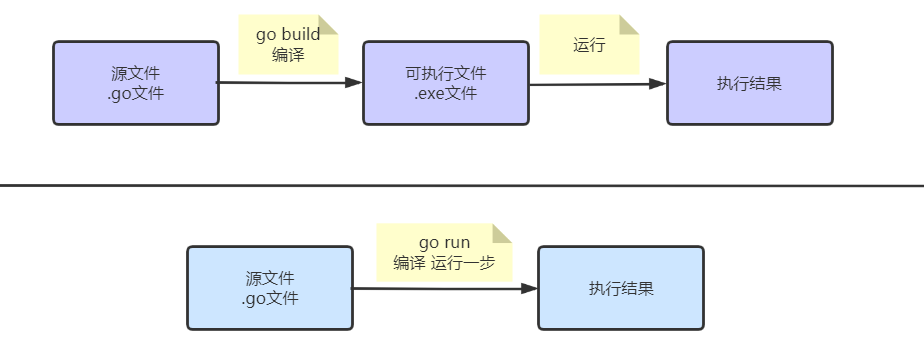 go build
编译
运行
源文件
.go文件
可执行文件
.exe文件
执行结果
go run
编译 运行一步
源文件
.go文件
执行结果